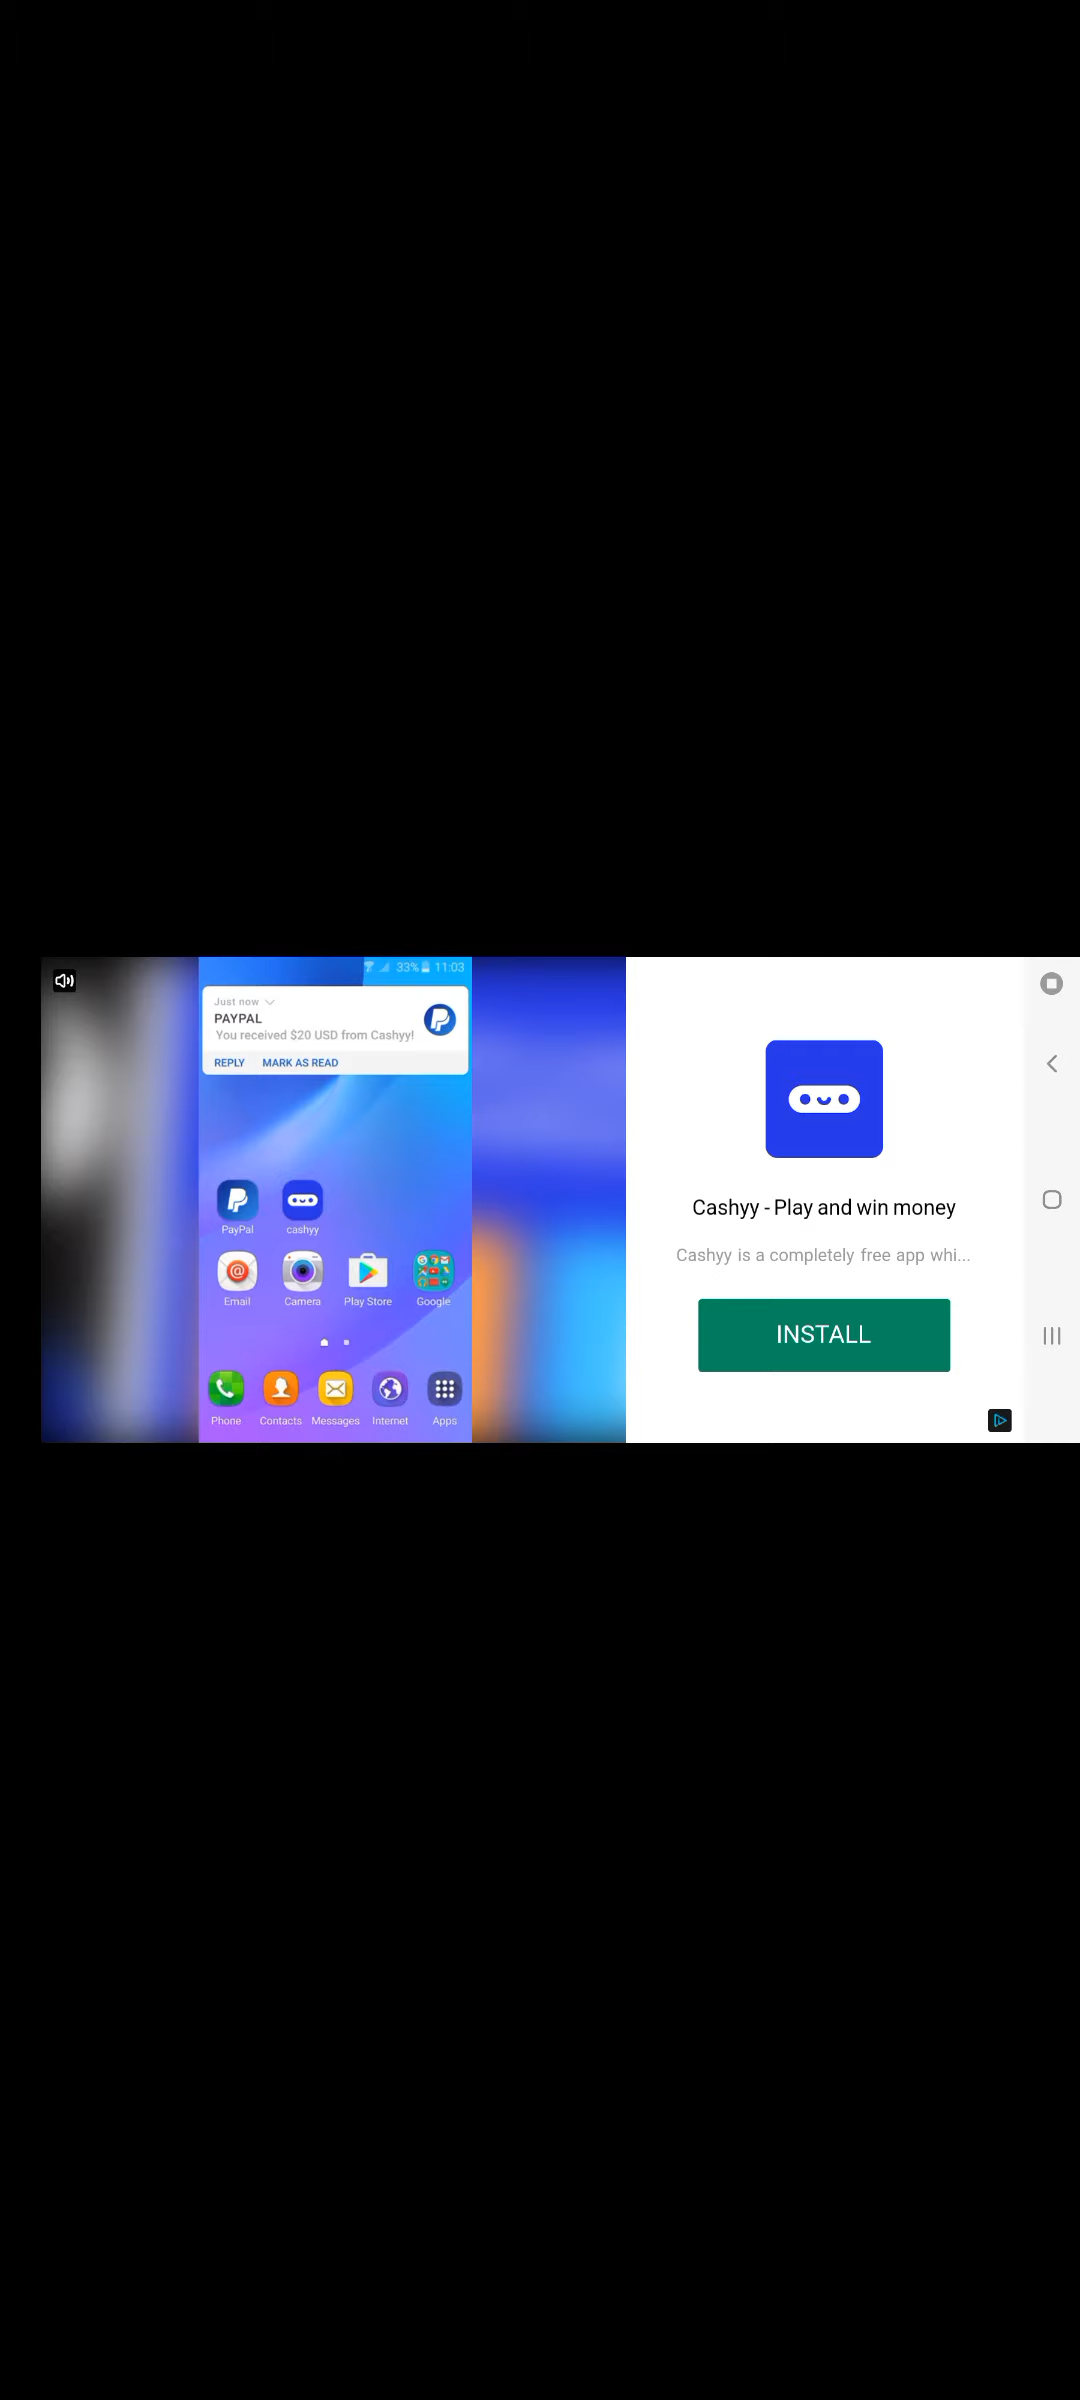 33% 11:03
Just now
PAYPAL
You received $20 USD from Cashyy!
REPLY MARK AS READ
PayPal cashyy
Email Camera Play Store Google
Phone Contacts Messages Internet Apps
Cashyy - Play and win money
Cashyy is a completely free app whi...
INSTALL